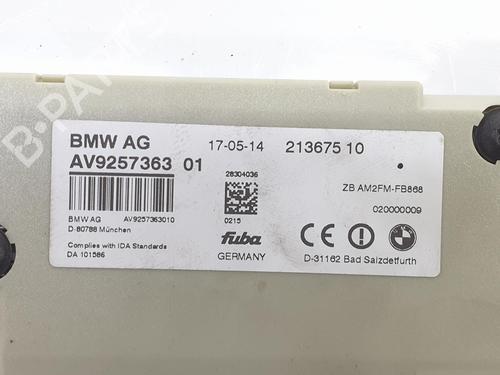 BMW AG
17-05-14
213675 10
AV9257363 01
28304036
ZB AM2FM-FB868
020000009
0215
BMW AG
AV9257363010
D-80788 München
fuba
CE
Complies with IDA Standards
DA 101586
GERMANY
D-31162 Bad Salzdetfurth
B-PARTS